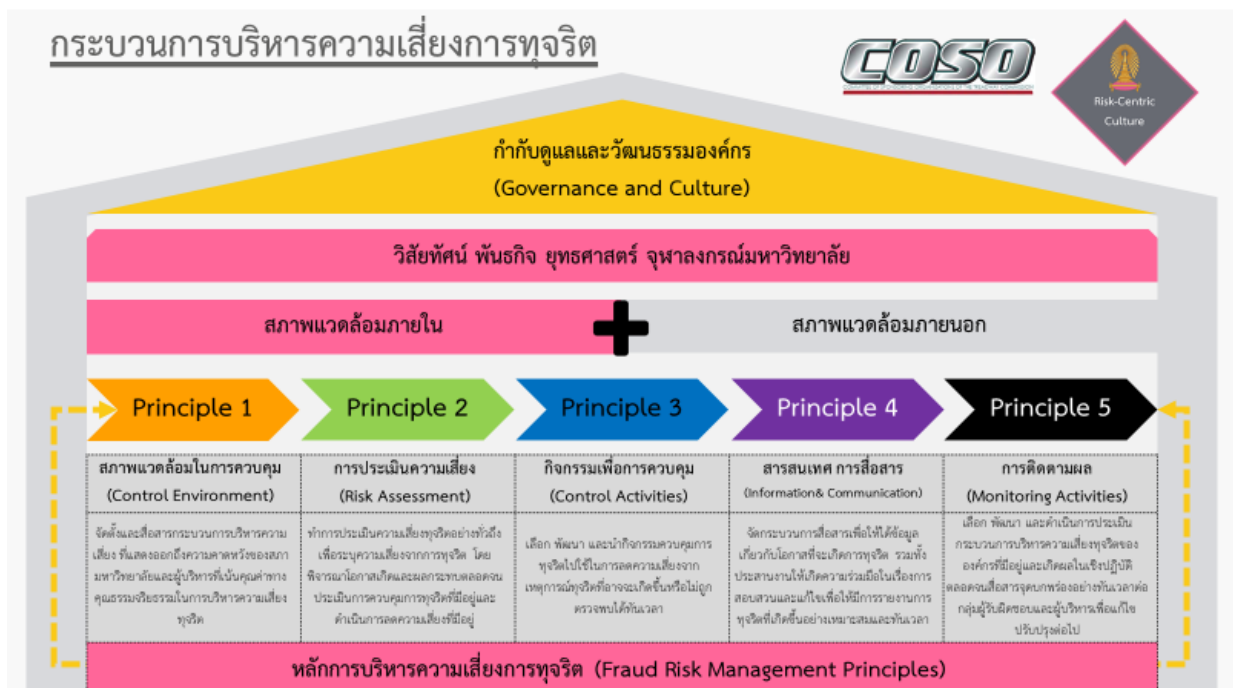 กระบวนการบริหารความเสี่ยงการทุจริต
COSO
COMMITTEE OF SPONSORING ORGANIZATIONS OF THE TREADWAY COMMISSION
Risk-Centric
Culture
กำกับดูแลและวัฒนธรรมองค์กร
(Governance and Culture)
วิสัยทัศน์ พันธกิจ ยุทธศาสตร์ จุฬาลงกรณ์มหาวิทยาลัย
สภาพแวดล้อมภายใน
สภาพแวดล้อมภายนอก
Principle 1
Principle 2
Principle 3
Principle 4
Principle 5
สภาพแวดล้อมในการควบคุม
(Control Environment)
การประเมินความเสี่ยง
(Risk Assessment)
กิจกรรมเพื่อการควบคุม
(Control Activities)
สารสนเทศ การสื่อสาร
(Information& Communication)
การติดตามผล
(Monitoring Activities)
จัดตั้งและสื่อสารกระบวนการบริหารความ
เสี่ยง ที่แสดงออกถึงความคาดหวังของสภา
มหาวิทยาลัยและผู้บริหารที่เน้นคุณค่าทาง
คุณธรรมจริยธรรมในการบริหารความเสี่ยง
ทุจริต
ทำการประเมินความเสี่ยงทุจริตอย่างทั่วถึง
เพื่อระบุความเสี่ยงจากการทุจริต โดย
พิจารณาโอกาสเกิดและผลกระทบตลอดจน
ประเมินการควบคุมการทุจริตที่มีอยู่และ
ดำเนินการลดความเสี่ยงที่มีอยู่
เลือก พัฒนา และนำกิจกรรมควบคุมการ
ทุจริตไปใช้ในการลดความเสี่ยงจาก
เหตุการณ์ทุจริตที่อาจจะเกิดขึ้นหรือไม่ถูก
ตรวจพบได้ทันเวลา
จัดกระบวนการสื่อสารเพื่อให้ได้ข้อมูล
เกี่ยวกับโอกาสที่จะเกิดการทุจริต รวมทั้ง
ประสานงานให้เกิดความร่วมมือในเรื่องการ
สอบสวนและแก้ไขเพื่อให้มีการรายงานการ
ทุจริตที่เกิดขึ้นอย่างเหมาะสมและทันเวลา
เลือก พัฒนา และดำเนินการประเมิน
กระบวนการบริหารความเสี่ยงทุจริตของ
องค์กรที่มีอยู่และเกิดผลในเชิงปฏิบัติ
ตลอดจนสื่อสารจุดบกพร่องอย่างทันเวลาต่อ
กลุ่มผู้รับผิดชอบและผู้บริหารเพื่อแก้ไข
ปรับปรุงต่อไป
หลักการบริหารความเสี่ยงการทุจริต (Fraud Risk Management Principles)